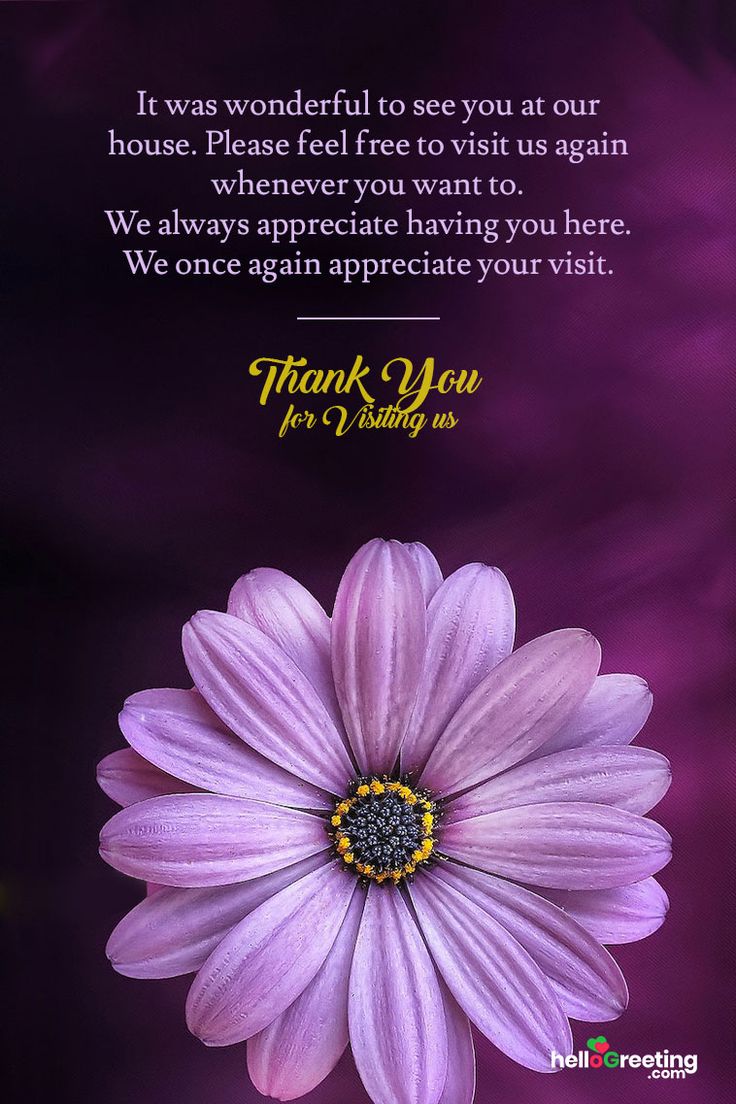 It was wonderful to see you at our
house. Please feel free to visit us again
whenever you want to.
We always appreciate having you here.
We once again appreciate your visit.
Thank You
for Visiting us
helloGreeting
.com